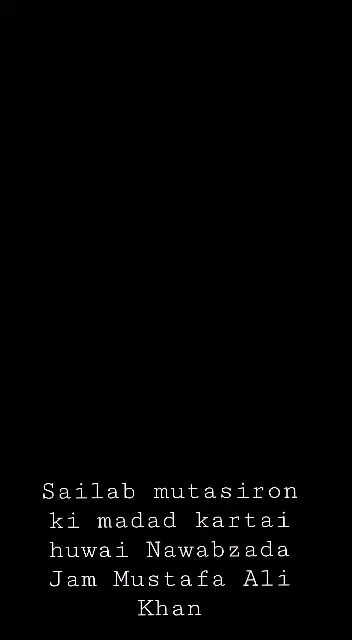 Sailab mutasiron
ki madad kartai
huwai Nawabzada
Jam Mustafa Ali
Khan